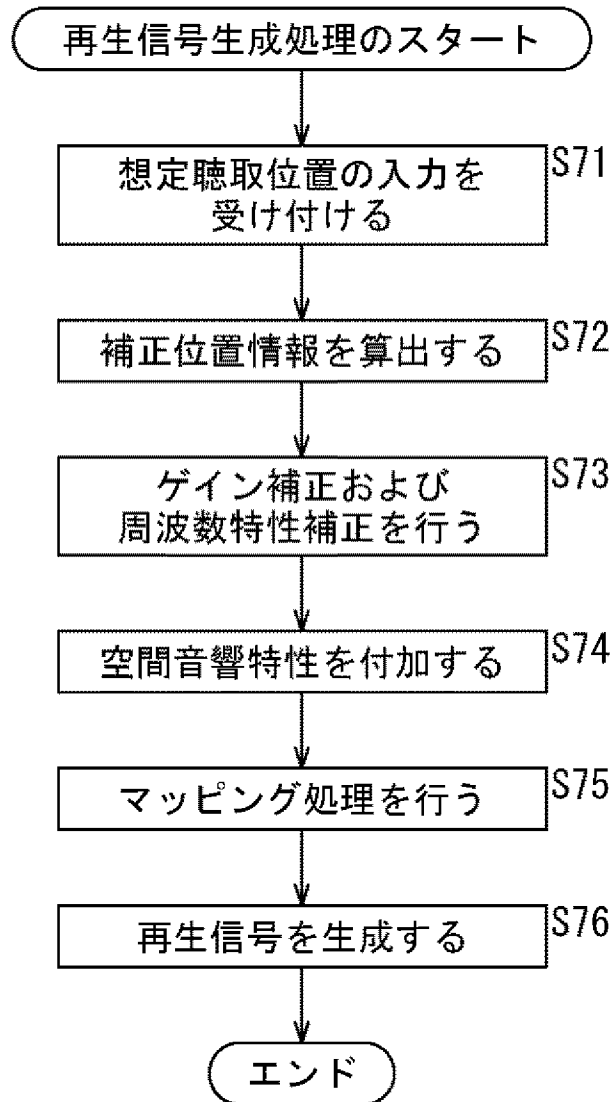 再生信号生成処理のスタート
S71
想定聴取位置の入力を
受け付ける
S72
補正位置情報を算出する
S73
ゲイン補正および
周波数特性補正を行う
S74
空間音響特性を付加する
S75
マッピング処理を行う
S76
再生信号を生成する
エンド